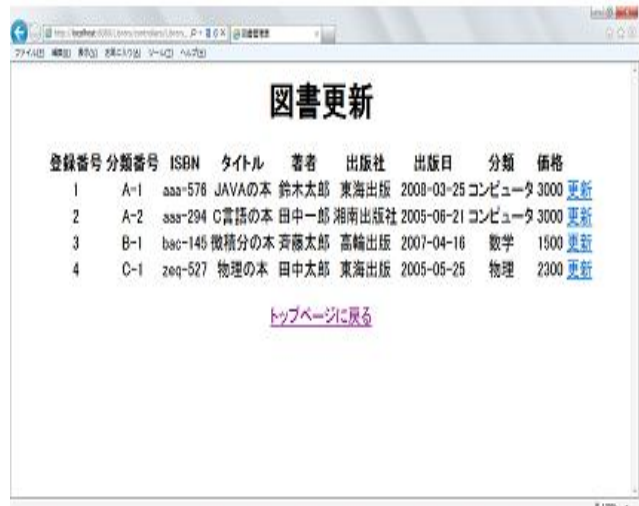 図書管理票
図書更新
登録番号 分類番号 ISBN タイトル 著者 出版社 出版日 分類 価格
1 A-1 aaa-576 JAVAの本 鈴木太郎 東海出版 2008-03-25 コンピュータ 3000 更新
2 A-2 aaa-294 C言語の本 田中一郎 湘南出版社 2005-06-21 コンピュータ 3000 更新
3 B-1 bac-145 微積分の本 斉藤太郎 高輪出版 2007-04-16 数学 1500 更新
4 C-1 zeq-527 物理の本 田中太郎 東海出版 2005-05-25 物理 2300 更新
トップページに戻る